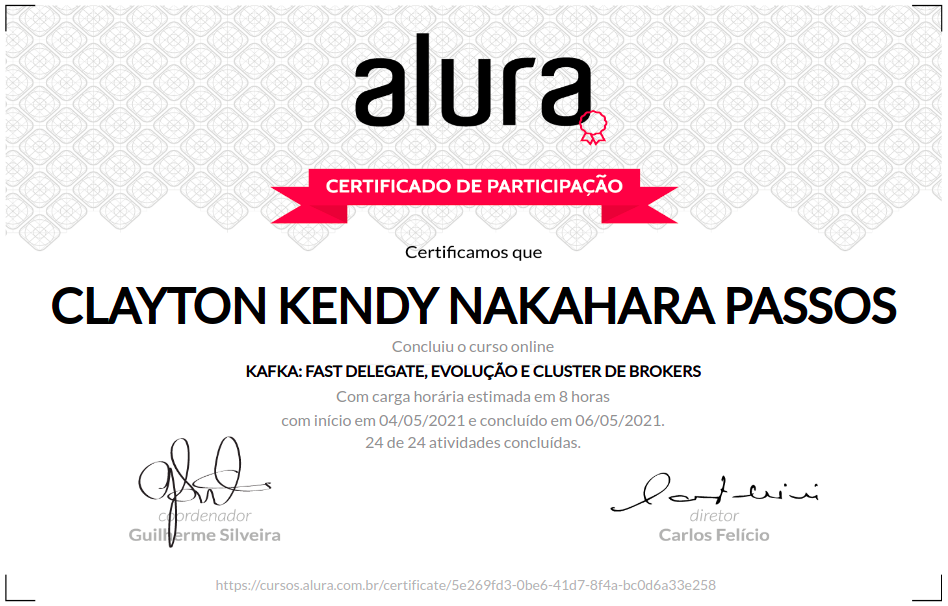 alura
CERTIFICADO DE PARTICIPAÇÃO
Certificamos que
CLAYTON KENDY NAKAHARA PASSOS
Concluiu o curso online
KAFKA: FAST DELEGATE, EVOLUÇÃO E CLUSTER DE BROKERS
Com carga horária estimada em 8 horas
com início em 04/05/2021 e concluído em 06/05/2021.
24 de 24 atividades concluídas.
coordenador
Guilherme Silveira
diretor
Carlos Felício
https://cursos.alura.com.br/certificate/5e269fd3-0be6-41d7-8f4a-bc0d6a33e258